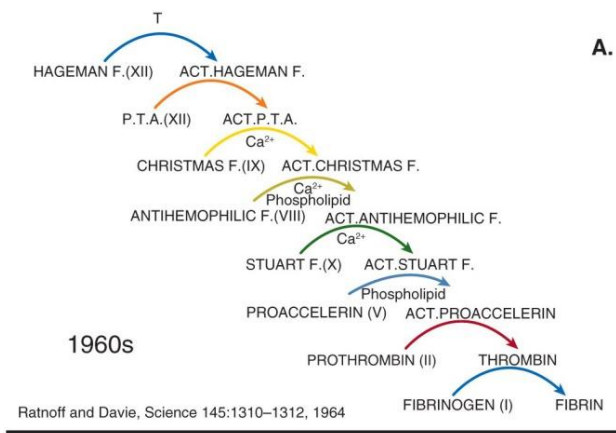 T
A.
HAGEMAN F.(XII) ACT.HAGEMAN F.
P.T.A.(XII) ACT.P.T.A.
Ca²⁺
CHRISTMAS F.(IX) ACT.CHRISTMAS F.
Ca²⁺
Phospholipid
ANTIHEMOPHILIC F.(VIII) ACT.ANTIHEMOPHILIC F.
Ca²⁺
STUART F.(X) ACT.STUART F.
Phospholipid
PROACCELERIN (V) ACT.PROACCELERIN
1960s
PROTHROMBIN (II) THROMBIN
FIBRINOGEN (I) FIBRIN
Ratnoff and Davie, Science 145:1310–1312, 1964